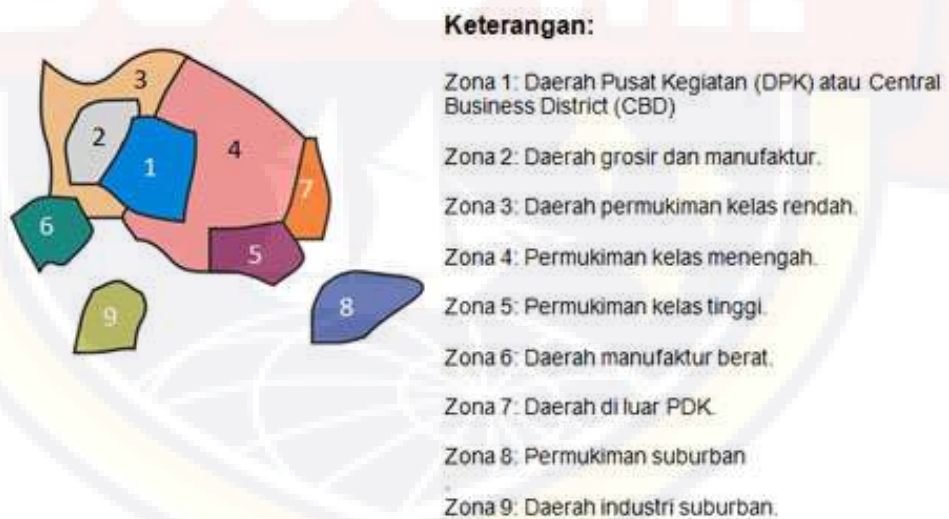 Keterangan:
Zona 1: Daerah Pusat Kegiatan (DPK) atau Central
Business District (CBD)
Zona 2: Daerah grosir dan manufaktur.
Zona 3: Daerah permukiman kelas rendah.
Zona 4: Permukiman kelas menengah.
Zona 5: Permukiman kelas tinggi.
Zona 6: Daerah manufaktur berat.
Zona 7: Daerah di luar PDK.
Zona 8: Permukiman suburban
Zona 9: Daerah industri suburban.
3
2
4
1
7
6
5
8
9